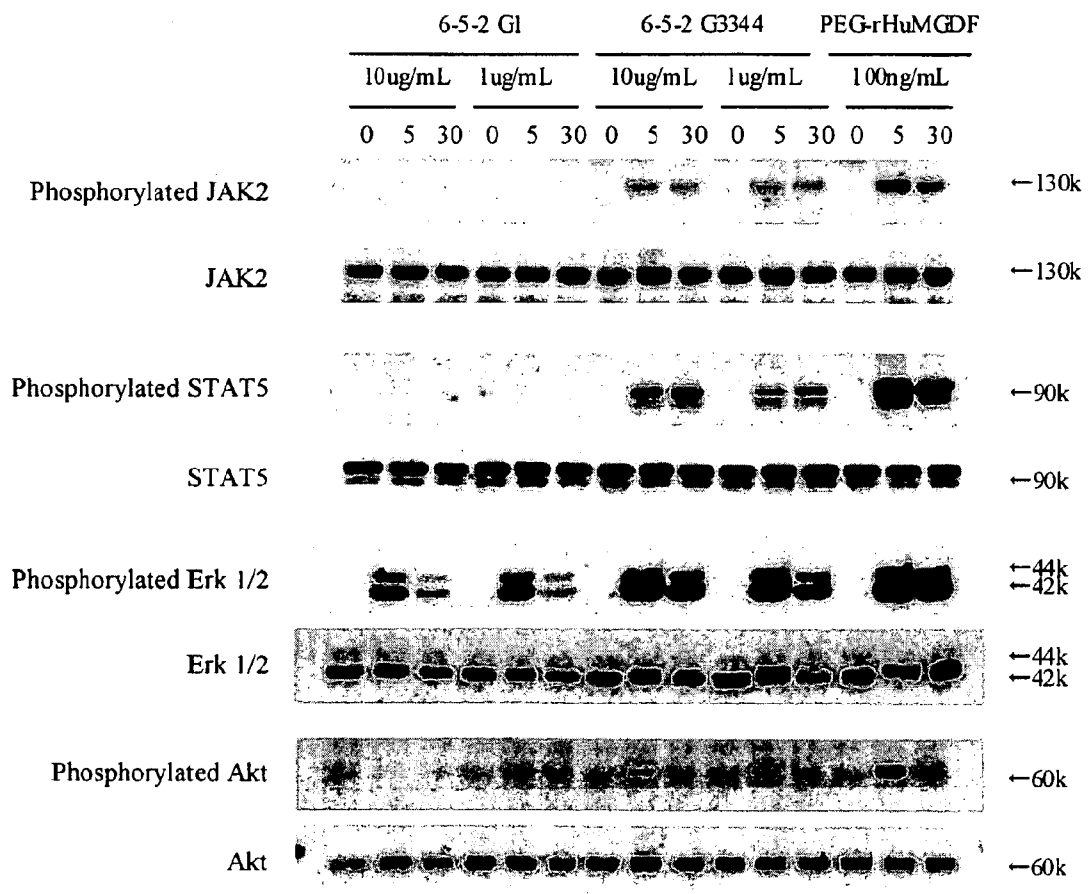 6-5-2 G1 6-5-2 G3344 PEG-rHuMGDF
10ug/mL 1ug/mL 10ug/mL 1ug/mL 100ng/mL
0 5 30 0 5 30 0 5 30 0 5 30 0 5 30
Phosphorylated JAK2 ←130k
JAK2 ←130k
Phosphorylated STAT5 ←90k
STAT5 ←90k
Phosphorylated Erk 1/2 ←44k
←42k
Erk 1/2 ←44k
←42k
Phosphorylated Akt ←60k
Akt ←60k